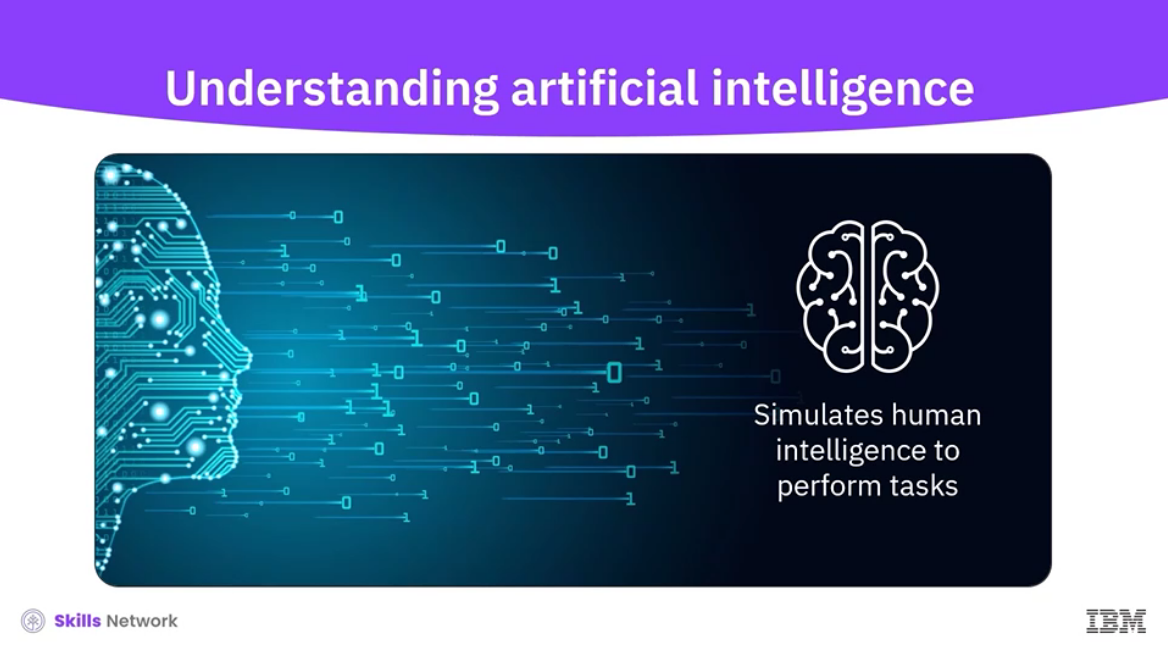 Understanding artificial intelligence
Simulates human
intelligence to
perform tasks
Skills Network
IBM